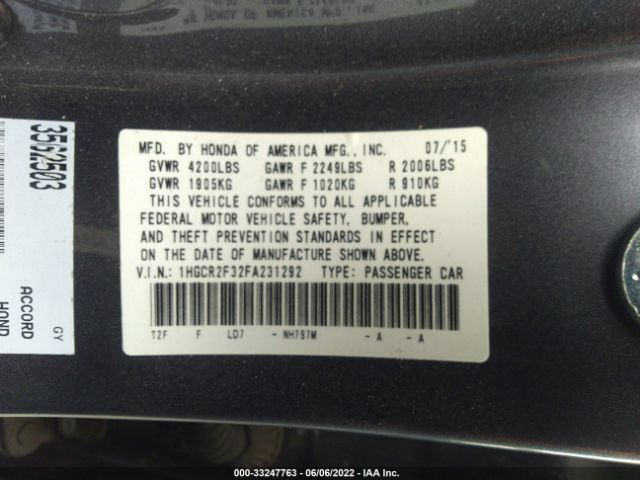 MFD. BY HONDA OF AMERICA MFG., INC. 07/'15
GVWR 4200LBS GAWR F 2249LBS R 2006LBS
GVWR 1905KG GAWR F 1020KG R 910KG
THIS VEHICLE CONFORMS TO ALL APPLICABLE
FEDERAL MOTOR VEHICLE SAFETY, BUMPER,
AND THEFT PREVENTION STANDARDS IN EFFECT
ON THE DATE OF MANUFACTURE SHOWN ABOVE.
V.I.N.: 1HGCR2F32FA231292 TYPE: PASSENGER CAR
T2F F LD7 - NH797M - A - A
3562503
GY
ACCORD
HOND
000-33247763 - 06/06/2022 - IAA Inc.